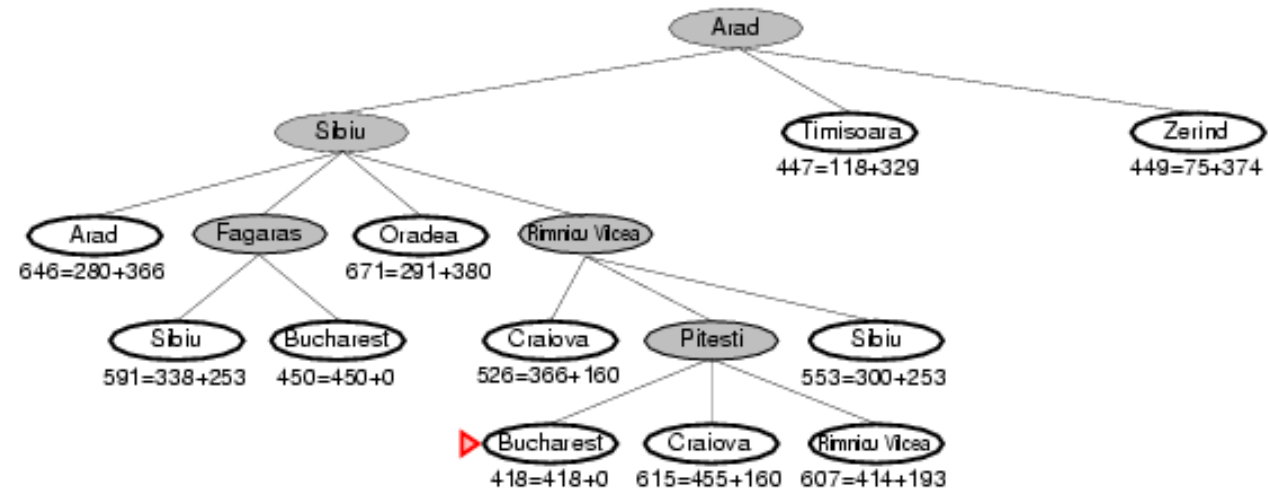 Arad
Sibiu
Timisoara
Zerind
447=118+329
449=75+374
Arad
Fagaras
Oradea
Rimnicu Vilcea
646=280+366
671=291+380
Sibiu
Bucharest
Craiova
Pitesti
Sibiu
591=338+253
450=450+0
526=366+160
553=300+253
Bucharest
Craiova
Rimnicu Vilcea
418=418+0
615=455+160
607=414+193